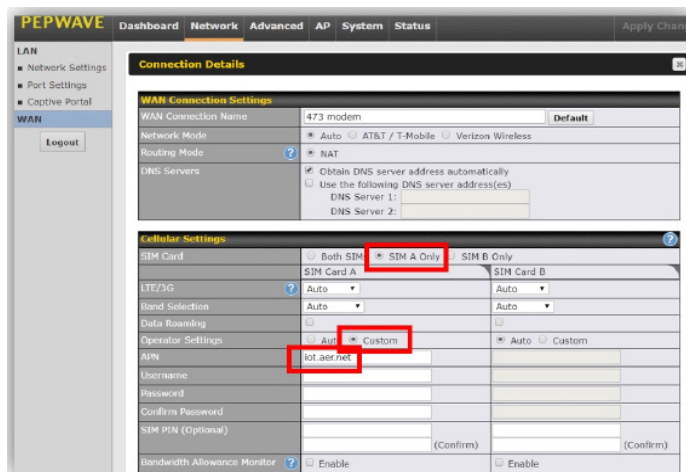 PEPWAVE Dashboard Network Advanced AP System Status Apply Chan
LAN
Network Settings
Port Settings
Captive Portal
WAN
Logout
Connection Details
WAN Connection Settings
WAN Connection Name 473 modem Default
Network Mode Auto AT&T / T-Mobile Verizon Wireless
Routing Mode ? NAT
DNS Servers Obtain DNS server address automatically
Use the following DNS server address(es)
DNS Server 1:
DNS Server 2:
Cellular Settings ?
SIM Card Both SIMs SIM A Only SIM B Only
SIM Card A SIM Card B
LTE/3G ? Auto Auto
Band Selection Auto Auto
Data Roaming
Operator Settings Auto Custom Auto Custom
APN iot.aer.net
Username
Password
Confirm Password
SIM PIN (Optional)
(Confirm) (Confirm)
Bandwidth Allowance Monitor ? Enable Enable